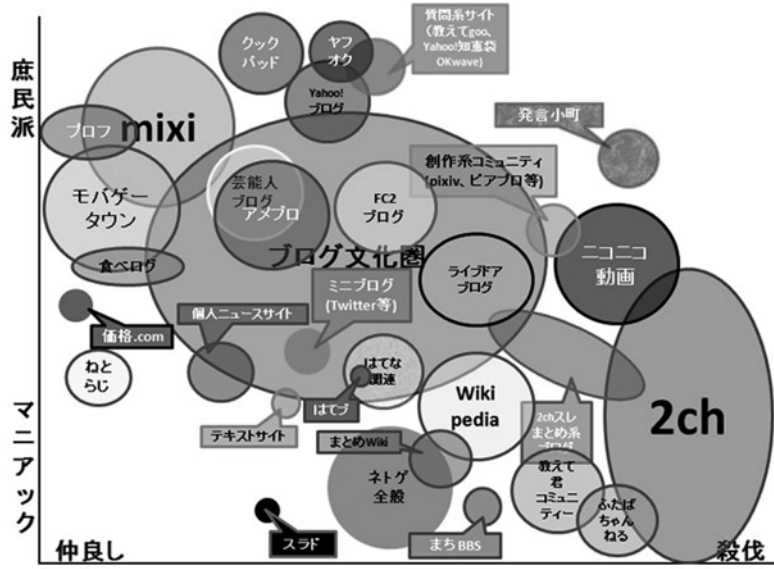 庶民派
マニアック
仲良し
殺伐
クック
パッド
ヤフ
オク
質問系サイト
(教えてgoo、
Yahoo!知恵袋
OKwave)
Yahoo!
ブログ
プロフ
mixi
発言小町
創作系コミュニティ
(pixiv、ピアプロ等)
モバゲー
タウン
芸能人
ブログ
アメブロ
FC2
ブログ
ニコニコ
動画
ブログ文化圏
食べログ
ライブドア
ブログ
ミニブログ
(Twitter等)
個人ニュースサイト
価格.com
ねと
らじ
はてな
関連
はてブ
Wiki
pedia
2ch
2chスレ
まとめ系
ブログ
テキストサイト
まとめWiki
ネトゲ
全般
教えて
君
コミュニ
ティー
ふたば
ちゃん
ねる
スラド
まちBBS